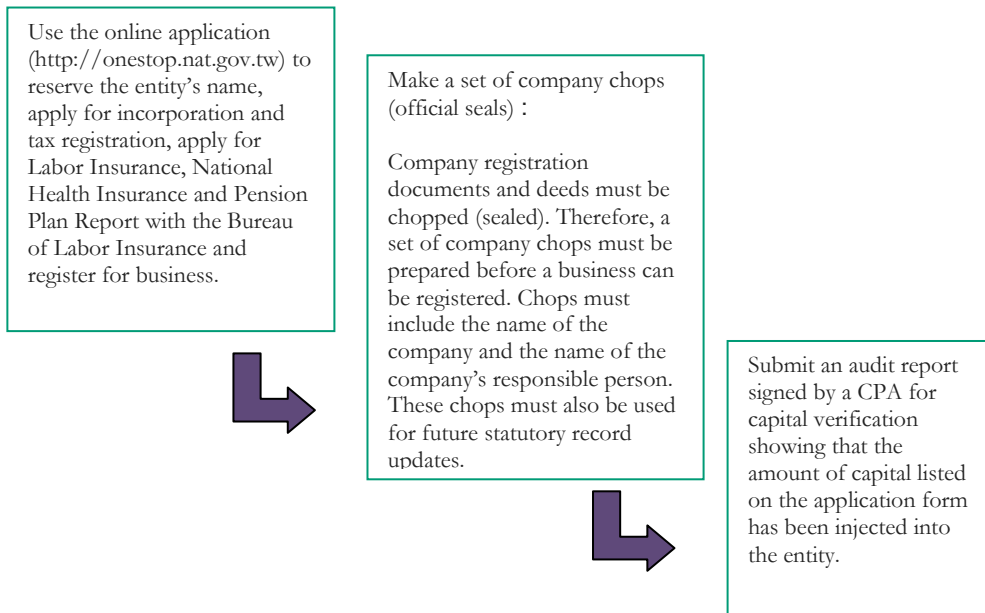 Use the online application
(http://onestop.nat.gov.tw) to
reserve the entity’s name,
apply for incorporation and
tax registration, apply for
Labor Insurance, National
Health Insurance and Pension
Plan Report with the Bureau
of Labor Insurance and
register for business.
Make a set of company chops
(official seals)：
Company registration
documents and deeds must be
chopped (sealed). Therefore, a
set of company chops must be
prepared before a business can
be registered. Chops must
include the name of the
company and the name of the
company’s responsible person.
These chops must also be used
for future statutory record
updates.
Submit an audit report
signed by a CPA for
capital verification
showing that the
amount of capital listed
on the application form
has been injected into
the entity.